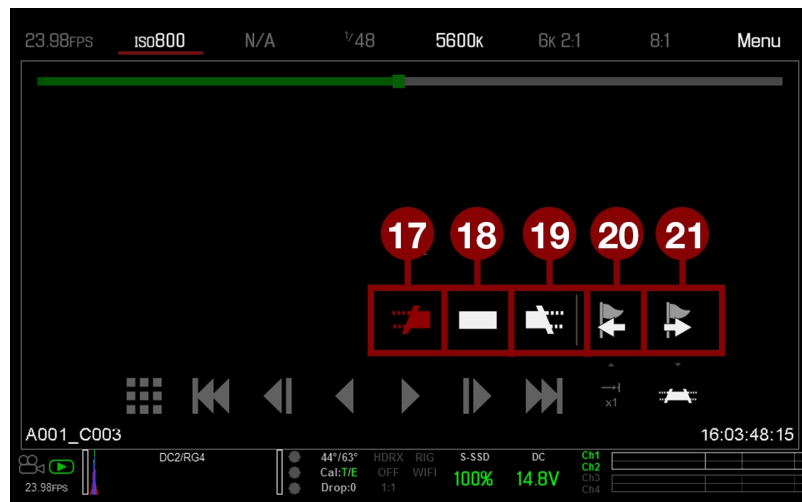 23.98FPS ISO800 N/A 1/48 5600K 6K 2:1 8:1 Menu
17 18 19 20 21
x1
A001_C003 16:03:48:15
DC2/RG4 44°/63° HDRX RIG S-SSD DC Ch1
Cal:T/E OFF WIFI 100% 14.8V Ch2
23.98FPS Drop:0 1:1 Ch3
Ch4